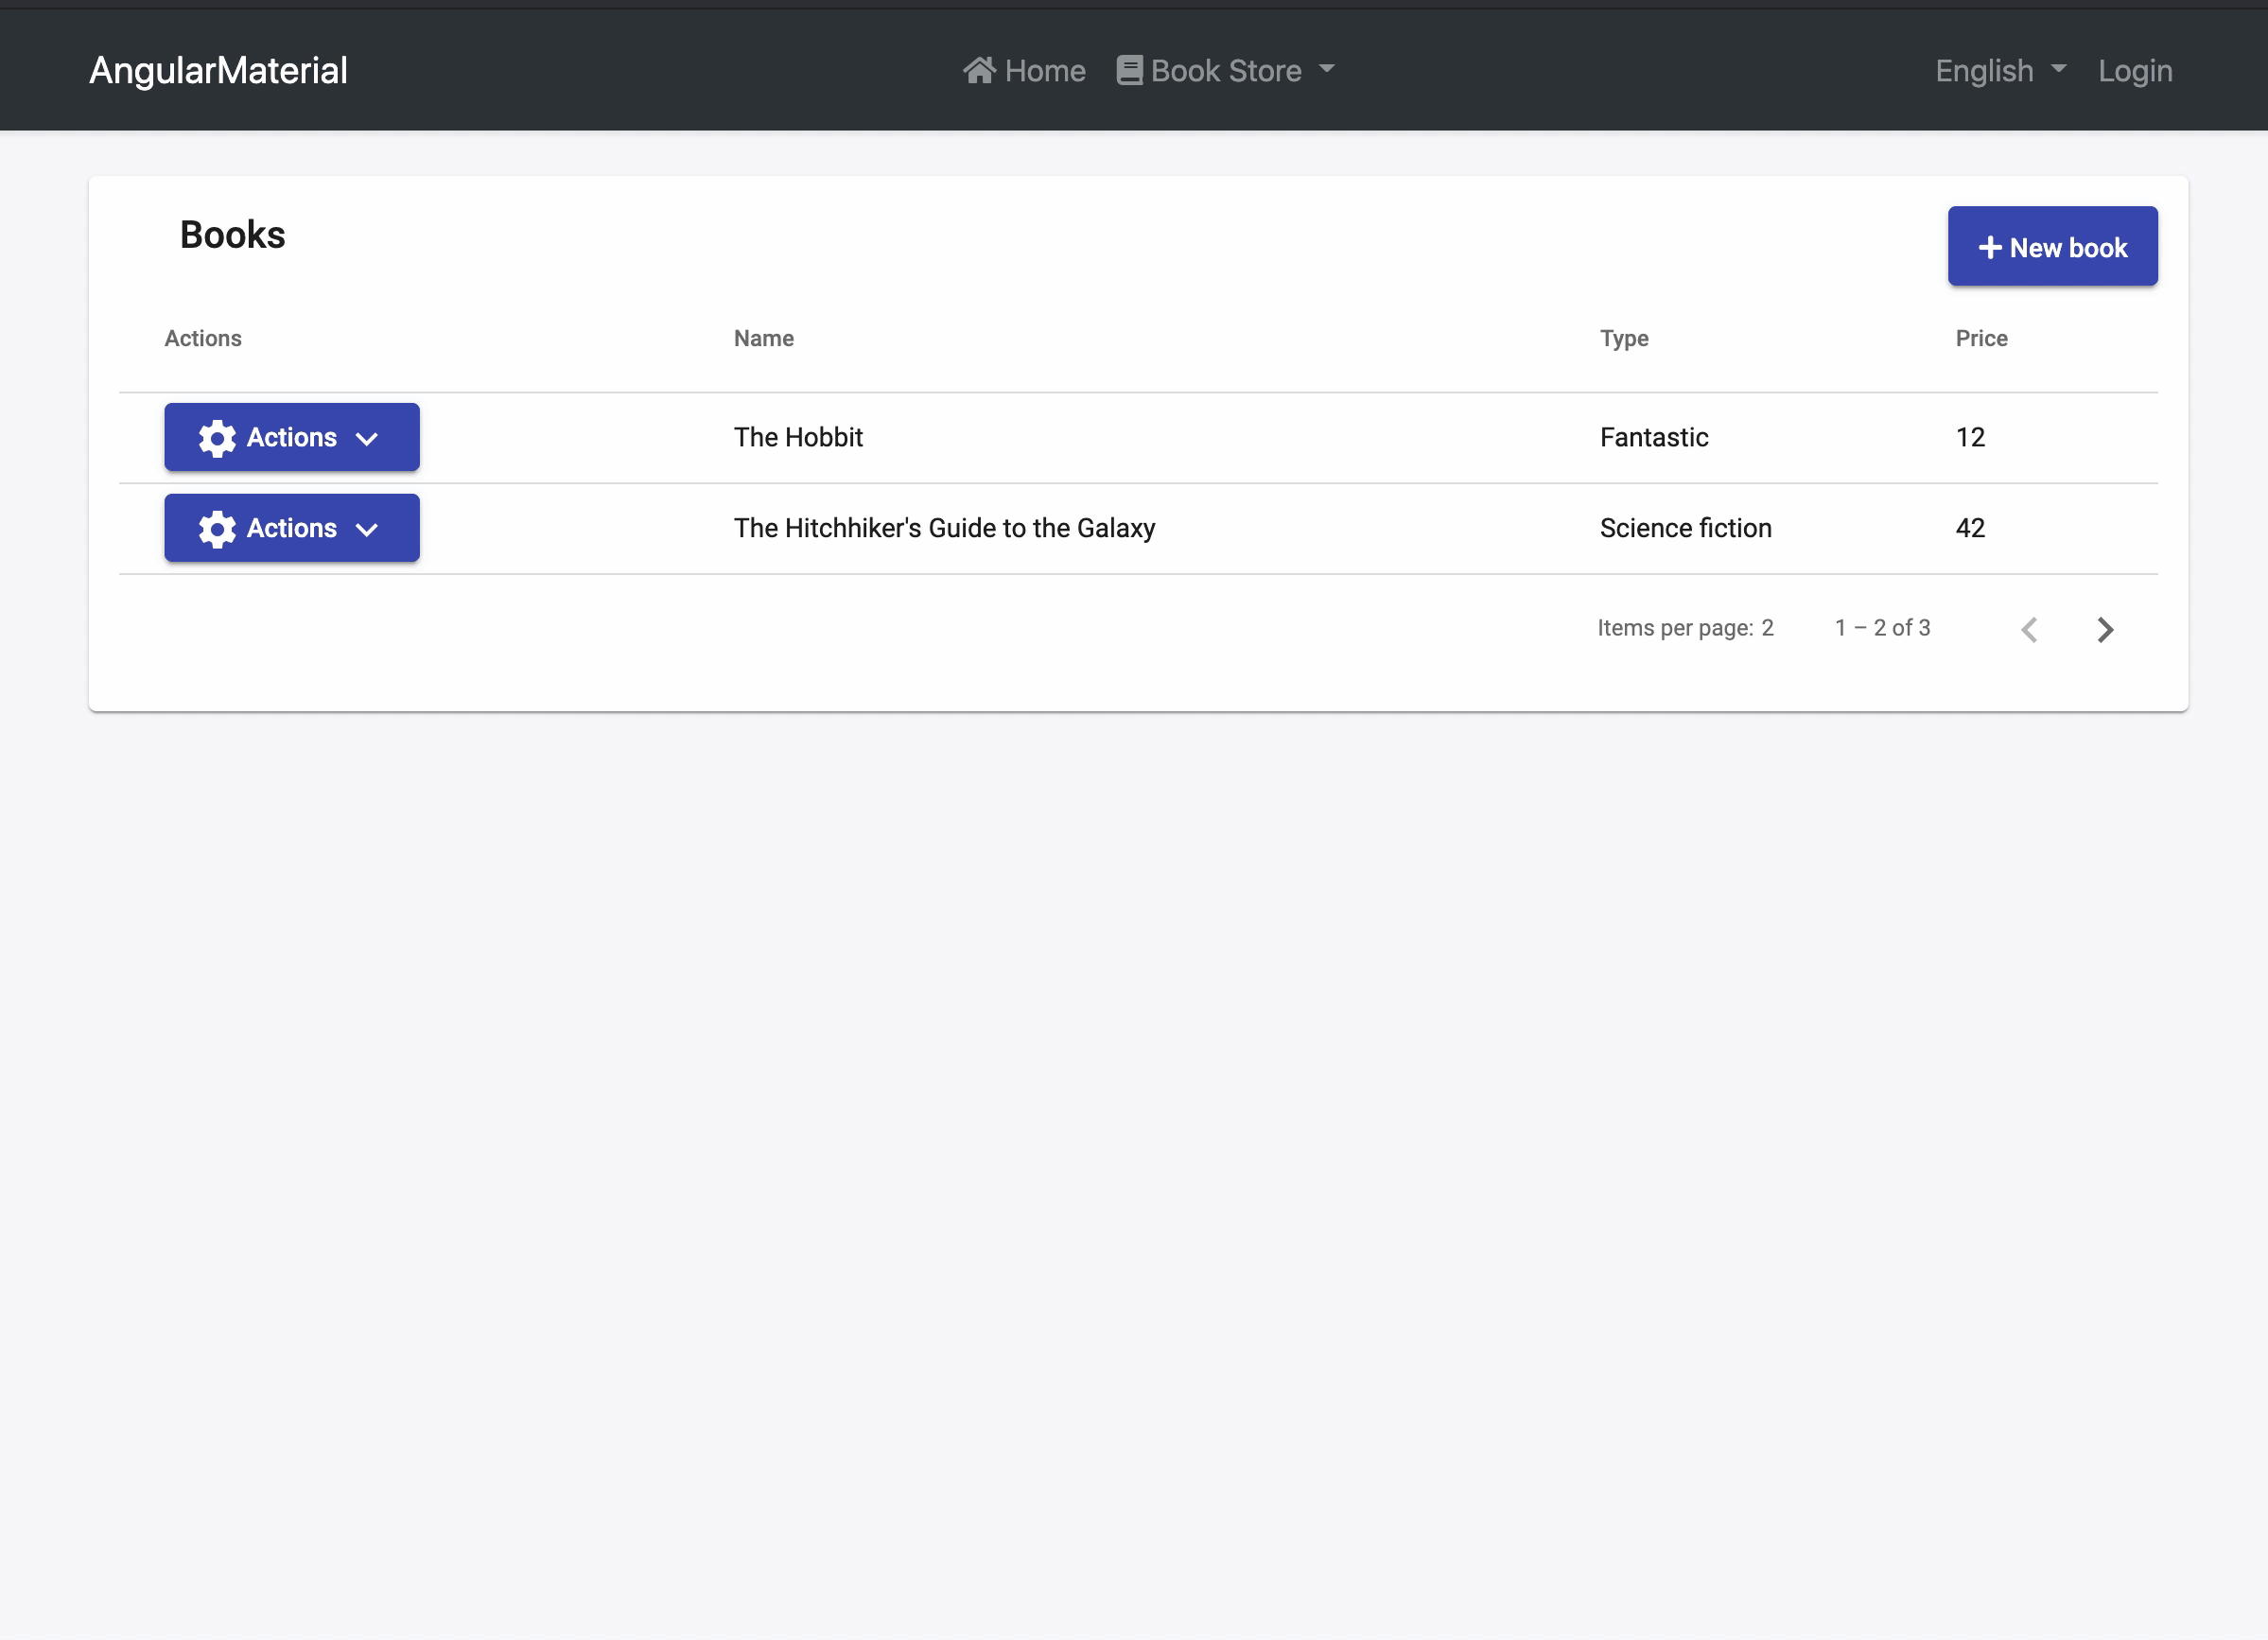 AngularMaterial Home Book Store English Login
Books
New book
Actions Name Type Price
Actions The Hobbit Fantastic 12
Actions The Hitchhiker's Guide to the Galaxy Science fiction 42
Items per page: 2 1 – 2 of 3